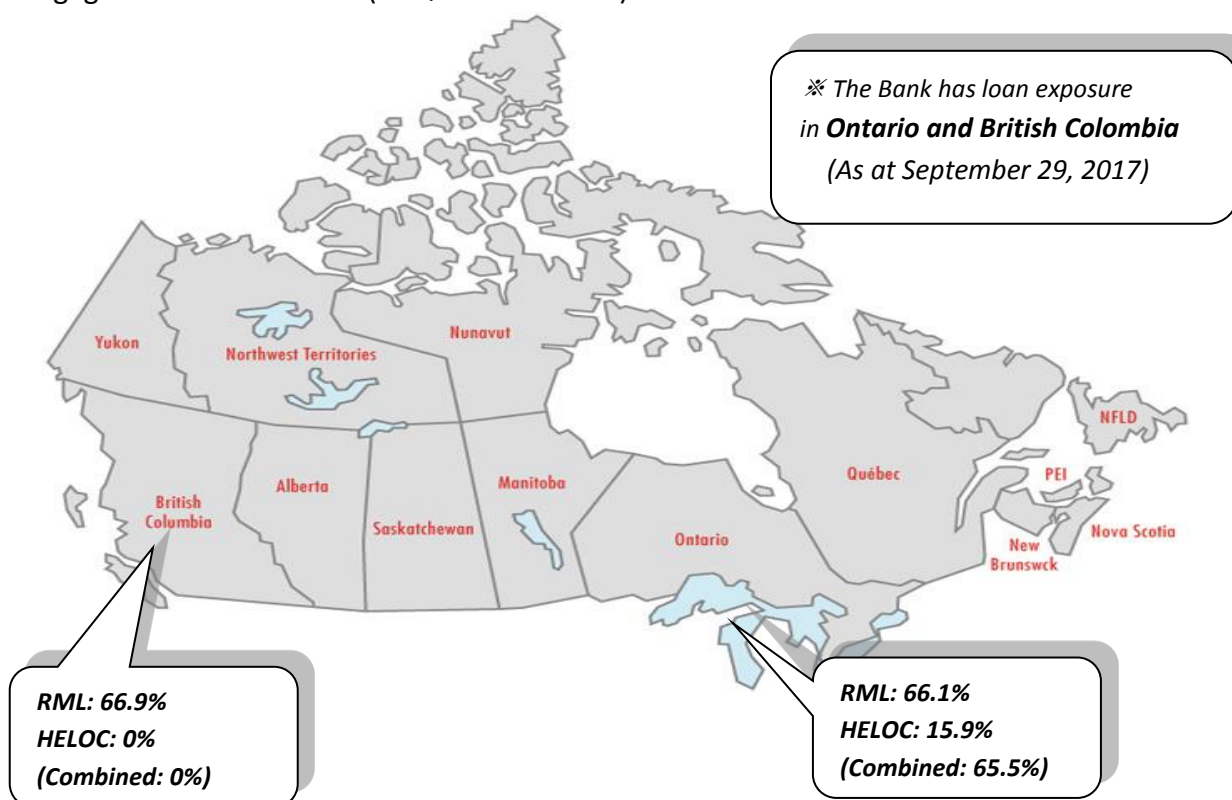 ※ The Bank has loan exposure
in Ontario and British Colombia
(As at September 29, 2017)
Yukon
Northwest Territories
Nunavut
British
Columbia
Alberta
Saskatchewan
Manitoba
Ontario
Québec
NFLD
PEI
New
Brunswck
Nova Scotia
RML: 66.9%
HELOC: 0%
(Combined: 0%)
RML: 66.1%
HELOC: 15.9%
(Combined: 65.5%)